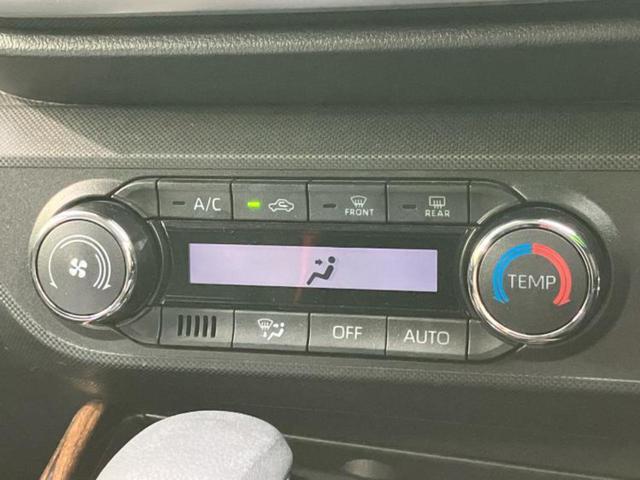 A/C
FRONT
REAR
TEMP
OFF
AUTO